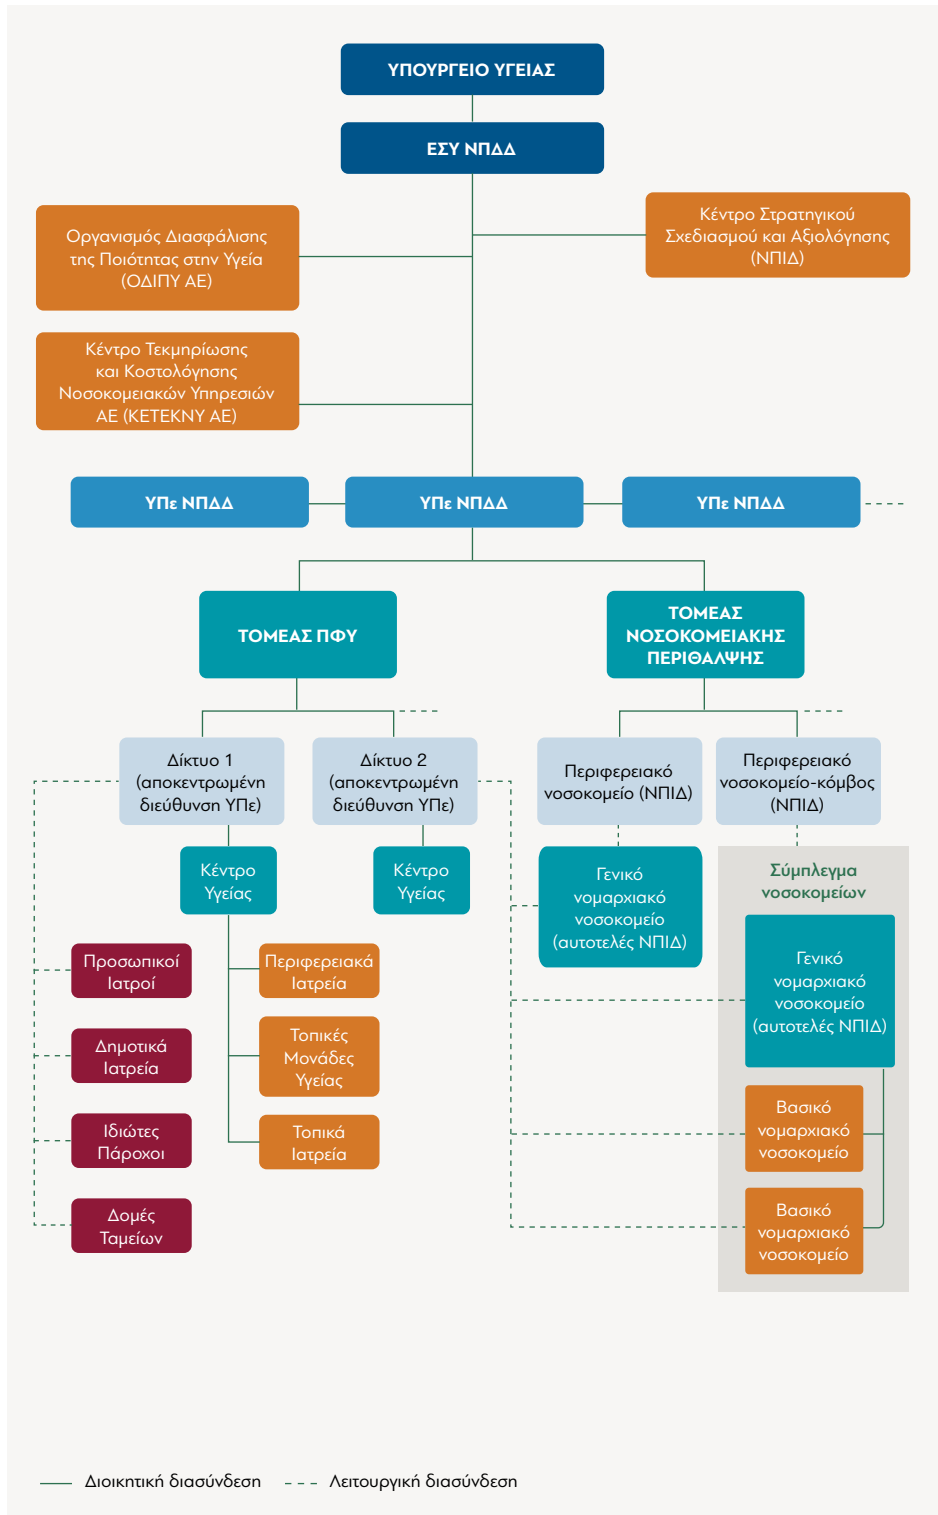 ΥΠΟΥΡΓΕΙΟ ΥΓΕΙΑΣ
ΕΣΥ ΝΠΔΔ
Οργανισμός Διασφάλισης
της Ποιότητας στην Υγεία
(ΟΔΙΠΥ ΑΕ)
Κέντρο Στρατηγικού
Σχεδιασμού και Αξιολόγησης
(ΝΠΙΔ)
Κέντρο Τεκμηρίωσης
και Κοστολόγησης
Νοσοκομειακών Υπηρεσιών
ΑΕ (ΚΕΤΕΚΝΥ ΑΕ)
ΥΠε ΝΠΔΔ
ΥΠε ΝΠΔΔ
ΥΠε ΝΠΔΔ
ΤΟΜΕΑΣ ΠΦΥ
ΤΟΜΕΑΣ
ΝΟΣΟΚΟΜΕΙΑΚΗΣ
ΠΕΡΙΘΑΛΨΗΣ
Δίκτυο 1
(αποκεντρωμένη
διεύθυνση ΥΠε)
Δίκτυο 2
(αποκεντρωμένη
διεύθυνση ΥΠε)
Περιφερειακό
νοσοκομείο (ΝΠΙΔ)
Περιφερειακό
νοσοκομείο-κόμβος
(ΝΠΙΔ)
Κέντρο
Υγείας
Κέντρο
Υγείας
Γενικό
νομαρχιακό
νοσοκομείο
(αυτοτελές ΝΠΙΔ)
Σύμπλεγμα
νοσοκομείων
Γενικό
νομαρχιακό
νοσοκομείο
(αυτοτελές ΝΠΙΔ)
Προσωπικοί
Ιατροί
Περιφερειακά
Ιατρεία
Δημοτικά
Ιατρεία
Τοπικές
Μονάδες
Υγείας
Ιδιώτες
Πάροχοι
Τοπικά
Ιατρεία
Βασικό
νομαρχιακό
νοσοκομείο
Δομές
Ταμείων
Βασικό
νομαρχιακό
νοσοκομείο
Διοικητική διασύνδεση
Λειτουργική διασύνδεση